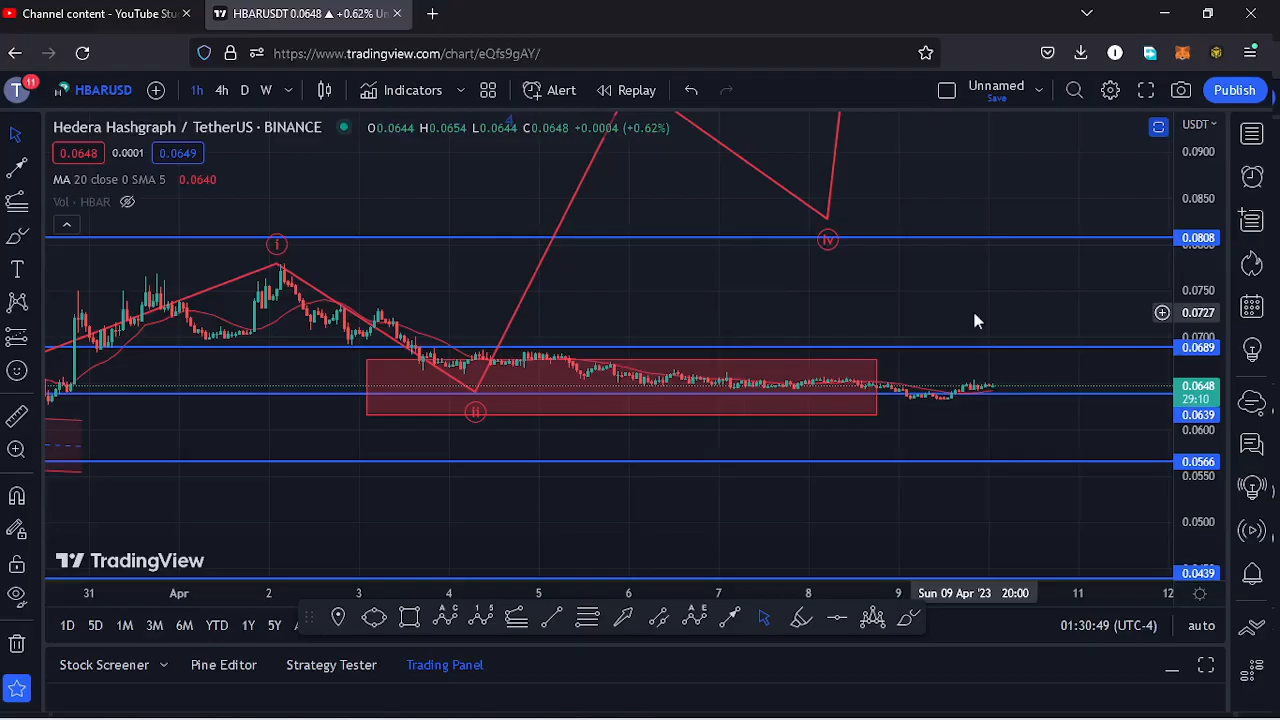 Channel content - YouTube Stu
HBARUSDT 0.0648 ▲ +0.62% Un
https://www.tradingview.com/chart/eQfs9gAY/
T 11 HBARUSD 1h 4h D W Indicators Alert Replay Unnamed Save Publish
Hedera Hashgraph / TetherUS · BINANCE O0.0644 H0.0654 L0.0644 C0.0648 +0.0004 (+0.62%) USDT
0.0648 0.0001 0.0649
MA 20 close 0 SMA 5 0.0640
Vol · HBAR
0.0900
0.0850
0.0808
0.0800
0.0750
0.0727
0.0700
0.0689
0.0648
29:10
0.0639
0.0600
0.0566
0.0550
0.0500
0.0439
i
ii
iv
TradingView
31 Apr 2 3 4 5 6 7 8 9 Sun 09 Apr '23 20:00 11 12
1D 5D 1M 3M 6M YTD 1Y 5Y 01:30:49 (UTC-4) auto
Stock Screener Pine Editor Strategy Tester Trading Panel